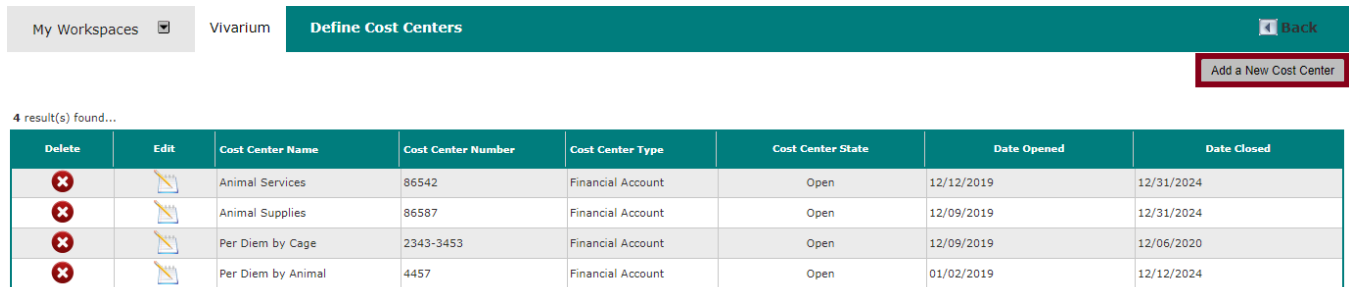 My Workspaces Vivarium Define Cost Centers Back
Add a New Cost Center
4 result(s) found...
Delete Edit Cost Center Name Cost Center Number Cost Center Type Cost Center State Date Opened Date Closed
Animal Services 86542 Financial Account Open 12/12/2019 12/31/2024
Animal Supplies 86587 Financial Account Open 12/09/2019 12/31/2024
Per Diem by Cage 2343-3453 Financial Account Open 12/09/2019 12/06/2020
Per Diem by Animal 4457 Financial Account Open 01/02/2019 12/12/2024